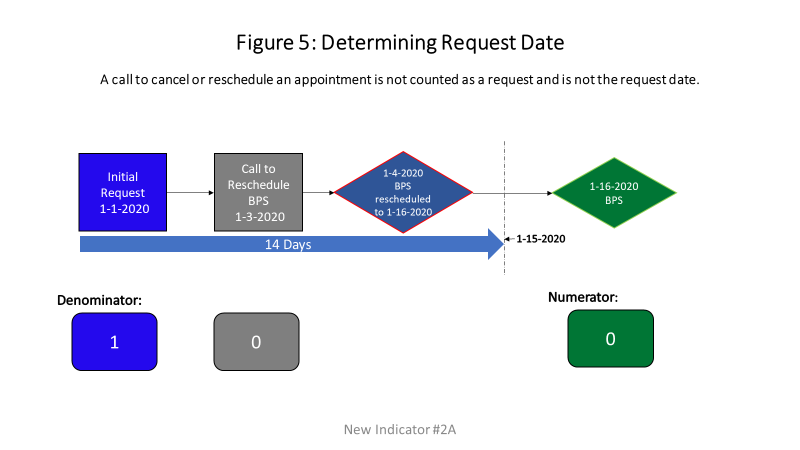 Figure 5: Determining Request Date
A call to cancel or reschedule an appointment is not counted as a request and is not the request date.
Initial
Request
1-1-2020
Call to
Reschedule
BPS
1-3-2020
1-4-2020
BPS
rescheduled
to 1-16-2020
1-16-2020
BPS
14 Days
1-15-2020
Denominator:
1
0
Numerator:
0
New Indicator #2A